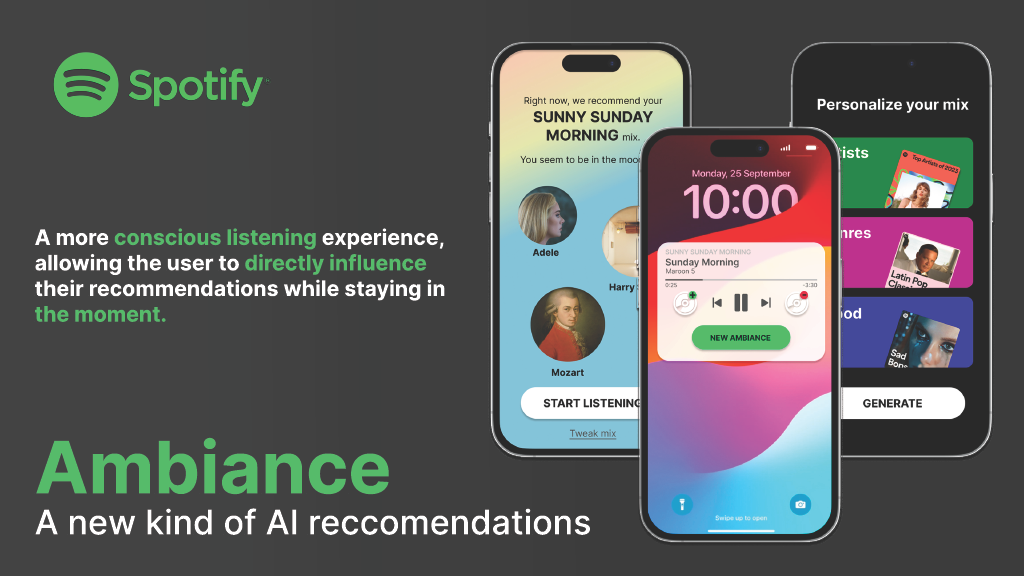 Spotify
A more conscious listening experience,
allowing the user to directly influence
their recommendations while staying in
the moment.
Ambiance
A new kind of AI reccomendations
Right now, we recommend your
SUNNY SUNDAY
MORNING mix.
You seem to be in the moo
Adele
Harry
Mozart
START LISTENING
Tweak mix
Monday, 25 September
10:00
SUNNY SUNDAY MORNING
Sunday Morning
Maroon 5
0:25
-3:30
NEW AMBIANCE
Swipe up to open
Personalize your mix
tists
Top Artists of 2023
nres
Latin Pop
Classi
ood
Sad
Bops
GENERATE